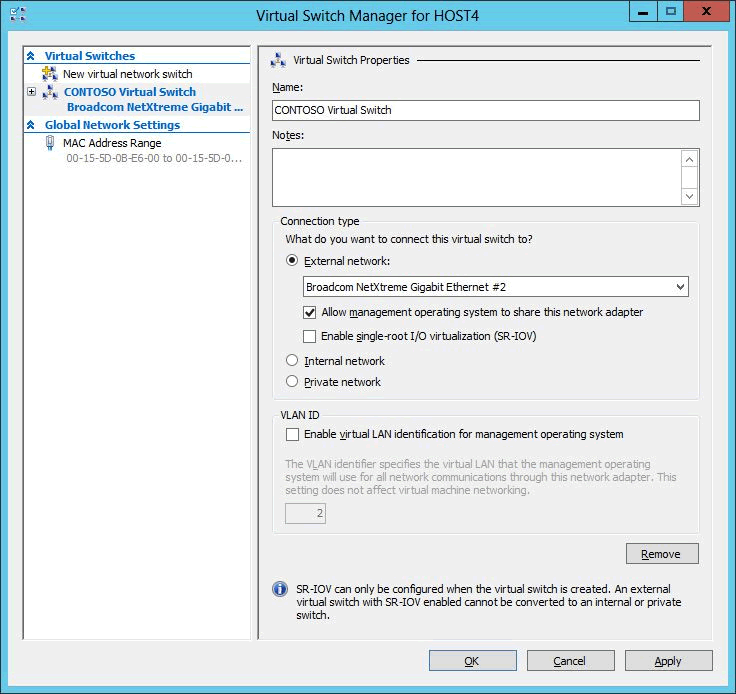 Virtual Switch Manager for HOST4
Virtual Switches
New virtual network switch
CONTOSO Virtual Switch
Broadcom NetXtreme Gigabit ...
Global Network Settings
MAC Address Range
00-15-5D-0B-E6-00 to 00-15-5D-0...
Virtual Switch Properties
Name:
CONTOSO Virtual Switch
Notes:
Connection type
What do you want to connect this virtual switch to?
External network:
Broadcom NetXtreme Gigabit Ethernet #2
Allow management operating system to share this network adapter
Enable single-root I/O virtualization (SR-IOV)
Internal network
Private network
VLAN ID
Enable virtual LAN identification for management operating system
The VLAN identifier specifies the virtual LAN that the management operating
system will use for all network communications through this network adapter. This
setting does not affect virtual machine networking.
2
Remove
SR-IOV can only be configured when the virtual switch is created. An external
virtual switch with SR-IOV enabled cannot be converted to an internal or private
switch.
OK
Cancel
Apply